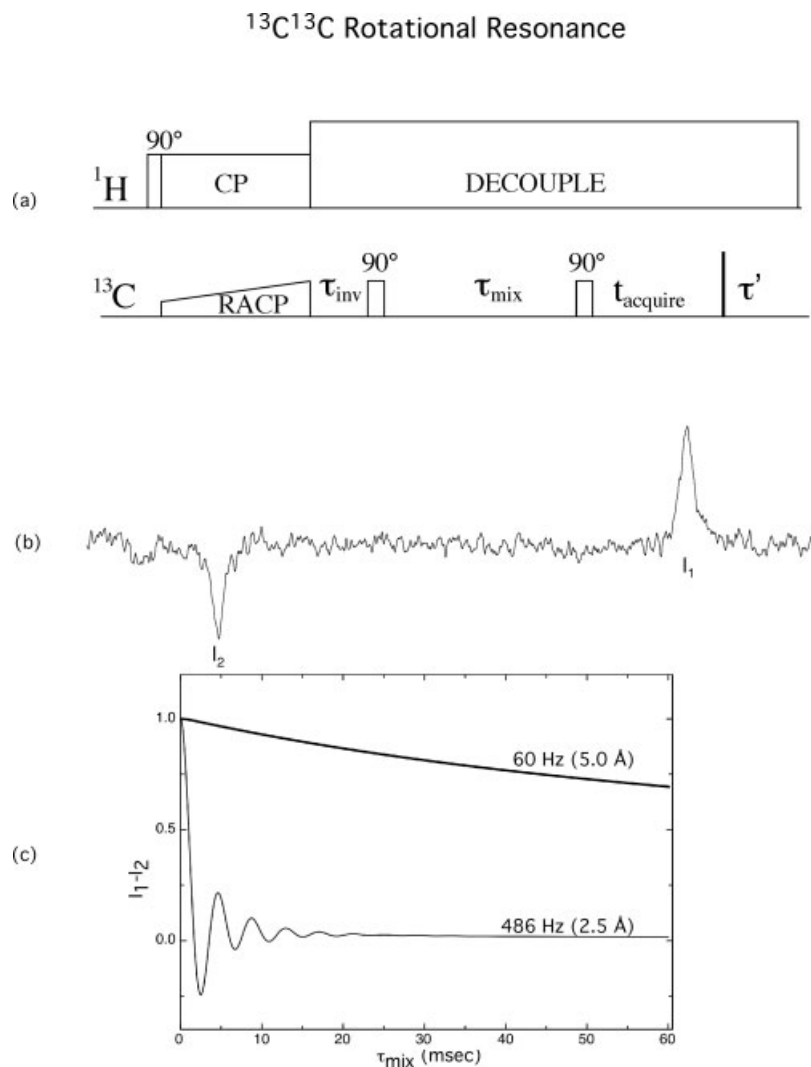 ¹³C¹³C Rotational Resonance
(a)
90°
¹H
CP
DECOUPLE
¹³C
RACP
τinv
90°
τmix
90°
tacquire
τ'
(b)
I₁
I₂
(c)
I₁-I₂
1.0
0.5
0.0
60 Hz (5.0 Å)
486 Hz (2.5 Å)
0 10 20 30 40 50 60
τmix (msec)